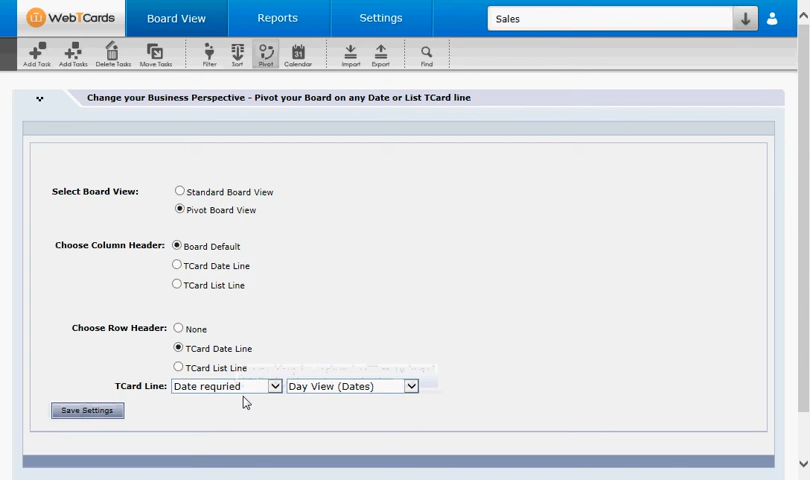 WEBTCARDS
Board View
Reports
Settings
Sales
Add Task
Add Tasks
Delete Tasks
Move Tasks
Filter
Sort
Pivot
Calendar
Import
Export
Find
Change your Business Perspective - Pivot your Board on any Date or List TCard line
Select Board View:
Standard Board View
Pivot Board View
Choose Column Header:
Board Default
TCard Date Line
TCard List Line
Choose Row Header:
None
TCard Date Line
TCard List Line
TCard Line:
Date requried
Day View (Dates)
Save Settings